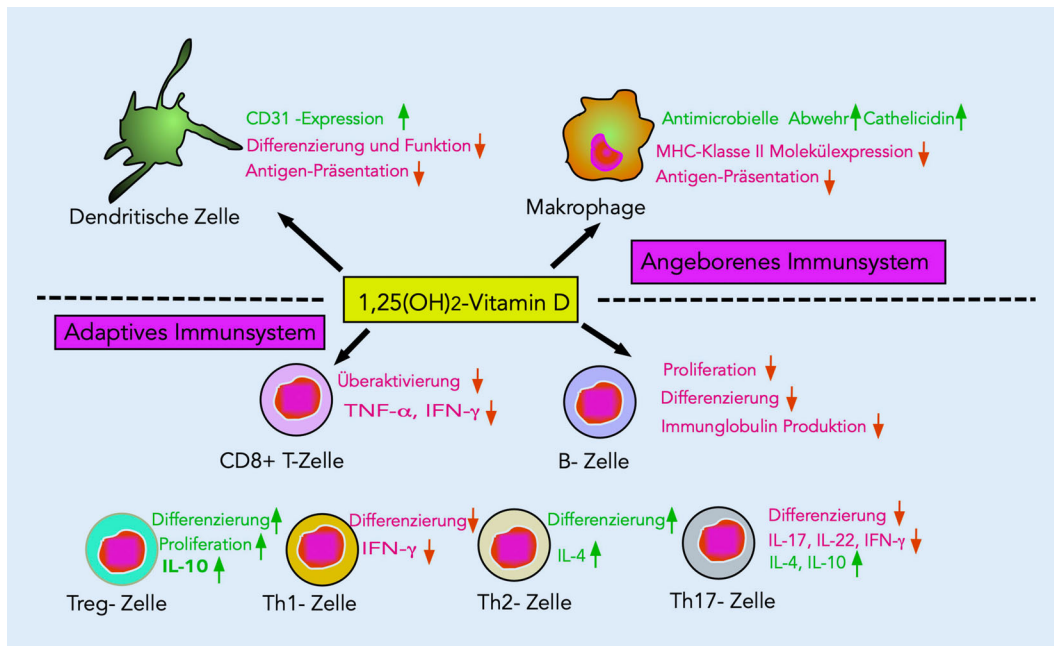 CD31 -Expression
Differenzierung und Funktion
Antigen-Präsentation
Dendritische Zelle
Antimicrobielle Abwehr Cathelicidin
MHC-Klasse II Molekülexpression
Antigen-Präsentation
Makrophage
Angeborenes Immunsystem
1,25(OH)2-Vitamin D
Adaptives Immunsystem
Überaktivierung
TNF-α, IFN-γ
CD8+ T-Zelle
Proliferation
Differenzierung
Immunglobulin Produktion
B- Zelle
Differenzierung
Proliferation
IL-10
Treg- Zelle
Differenzierung
IFN-γ
Th1- Zelle
Differenzierung
IL-4
Th2- Zelle
Differenzierung
IL-17, IL-22, IFN-γ
IL-4, IL-10
Th17- Zelle